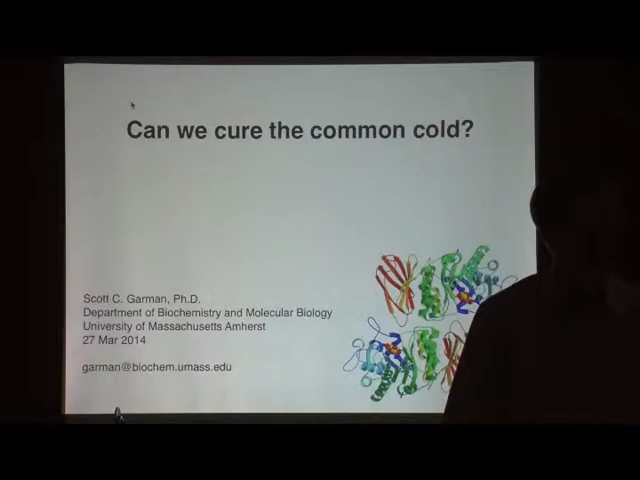 Can we cure the common cold?
Scott C. Garman, Ph.D.
Department of Biochemistry and Molecular Biology
University of Massachusetts Amherst
27 Mar 2014
garman@biochem.umass.edu